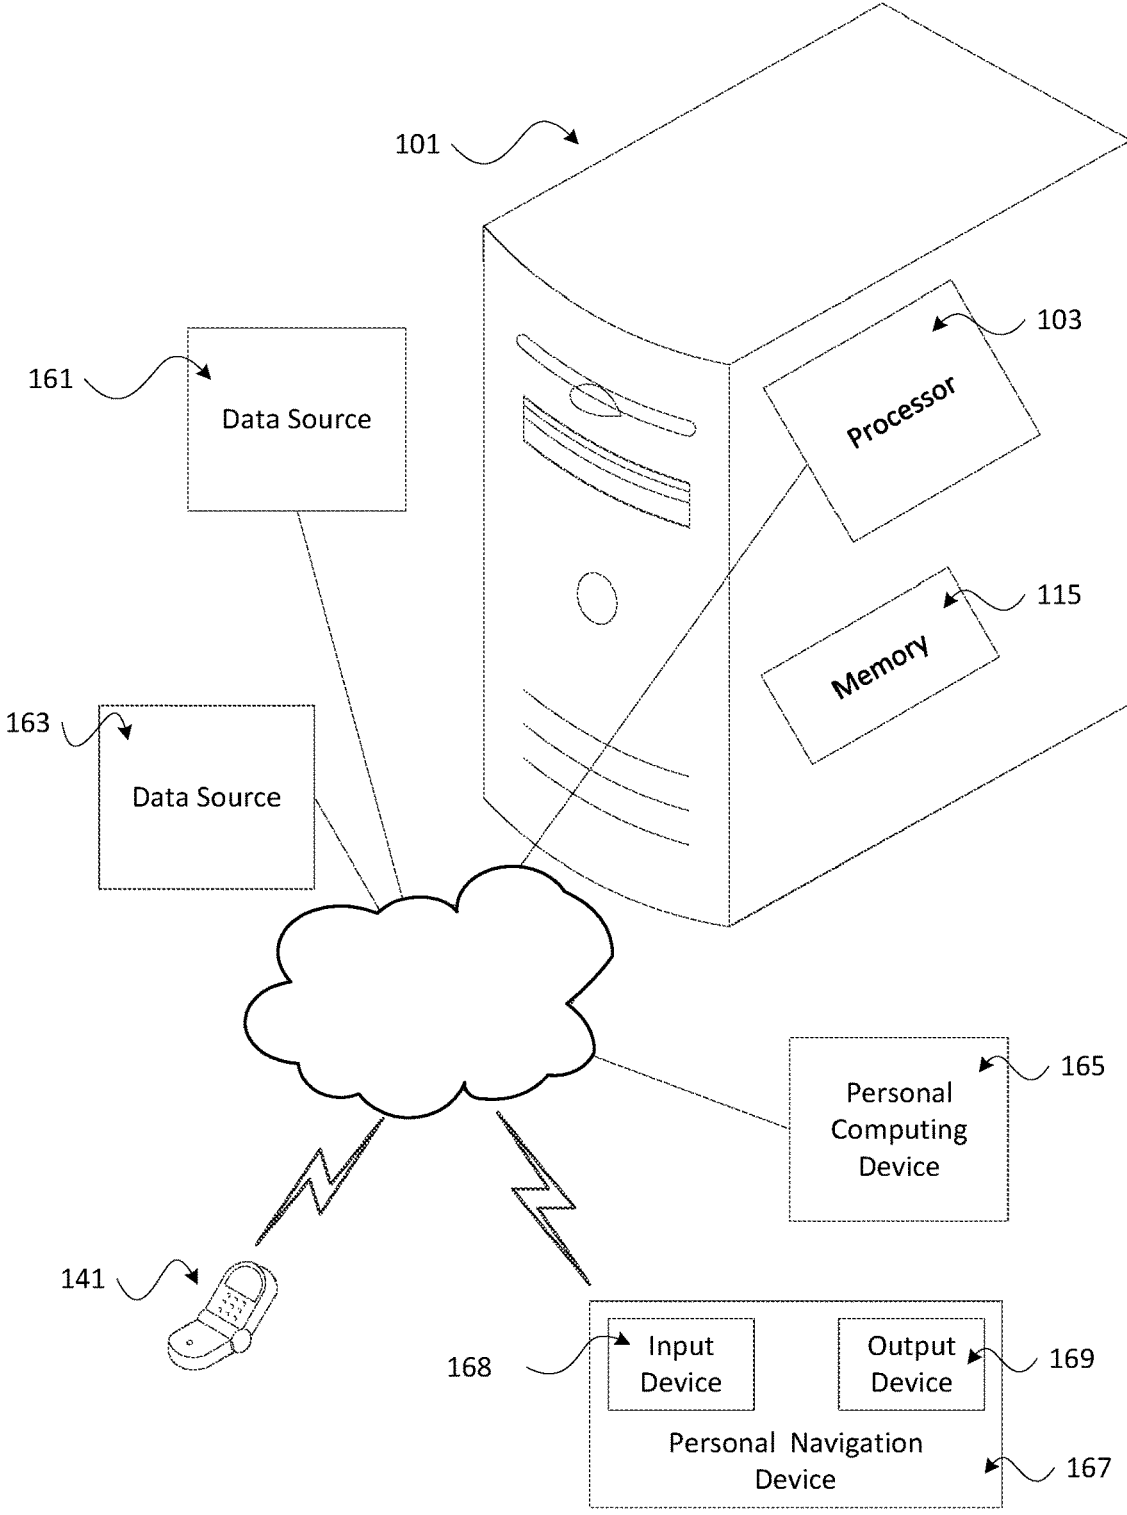 101
103
Processor
161
Data Source
115
Memory
163
Data Source
165
Personal
Computing
Device
141
168
Input
Device
Output
Device
169
Personal Navigation
Device
167